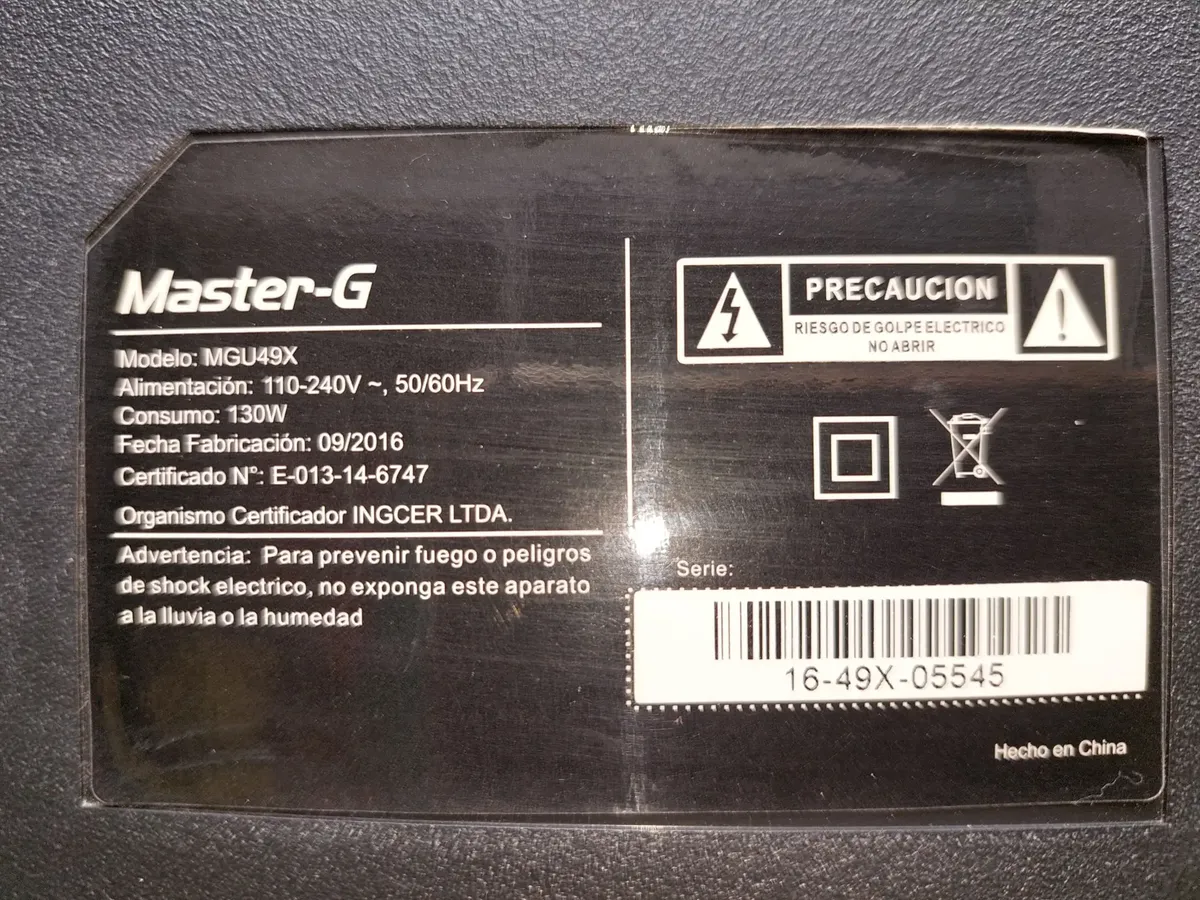 Master-G
Modelo: MGU49X
Alimentación: 110-240V ~, 50/60Hz
Consumo: 130W
Fecha Fabricación: 09/2016
Certificado N°: E-013-14-6747
Organismo Certificador INGCER LTDA.
Advertencia: Para prevenir fuego o peligros
de shock electrico, no exponga este aparato
a la lluvia o la humedad
PRECAUCION
RIESGO DE GOLPE ELECTRICO
NO ABRIR
Serie:
16-49X-05545
Hecho en China